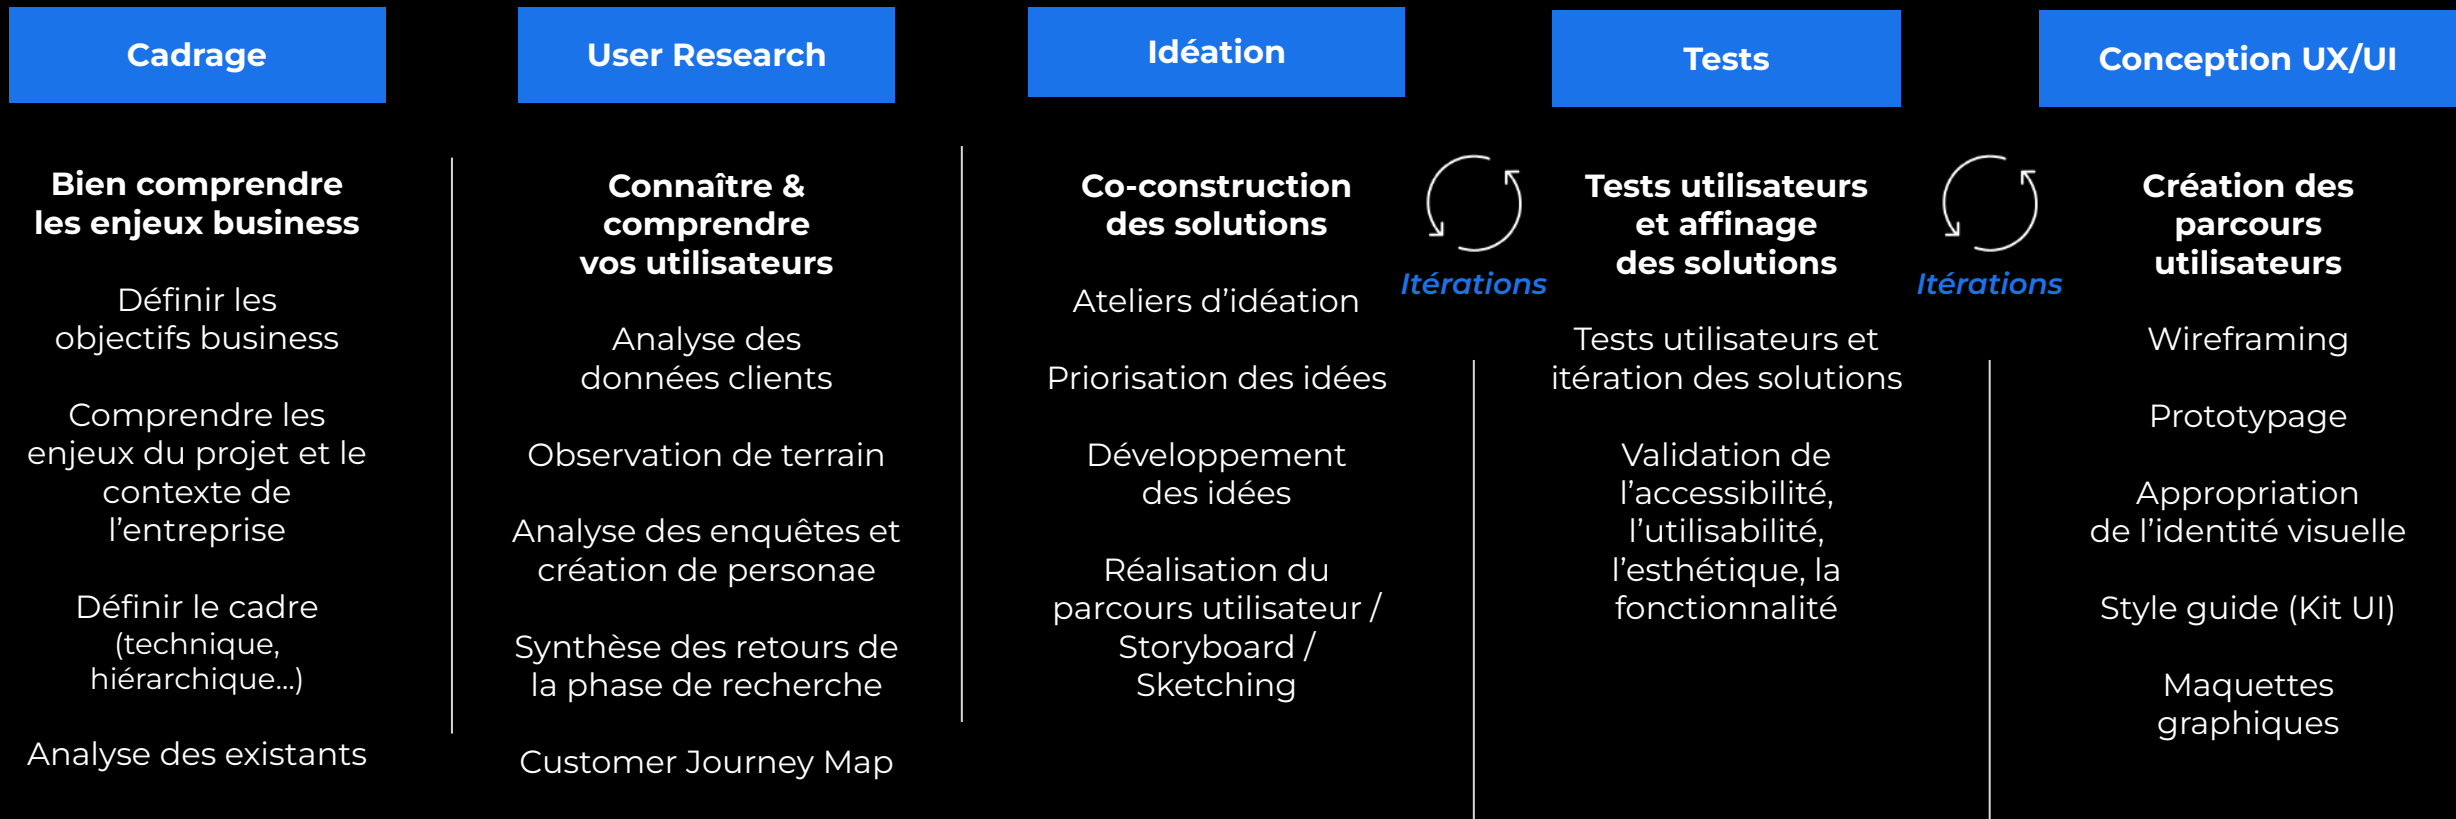 Cadrage
Bien comprendre
les enjeux business
Définir les
objectifs business
Comprendre les
enjeux du projet et le
contexte de
l’entreprise
Définir le cadre
(technique,
hiérarchique...)
Analyse des existants
User Research
Connaître &
comprendre
vos utilisateurs
Analyse des
données clients
Observation de terrain
Analyse des enquêtes et
création de personae
Synthèse des retours de
la phase de recherche
Customer Journey Map
Idéation
Co-construction
des solutions
Ateliers d’idéation
Priorisation des idées
Développement
des idées
Réalisation du
parcours utilisateur /
Storyboard /
Sketching
Itérations
Tests
Tests utilisateurs
et affinage
des solutions
Tests utilisateurs et
itération des solutions
Validation de
l’accessibilité,
l’utilisabilité,
l’esthétique, la
fonctionnalité
Itérations
Conception UX/UI
Création des
parcours
utilisateurs
Wireframing
Prototypage
Appropriation
de l’identité visuelle
Style guide (Kit UI)
Maquettes
graphiques